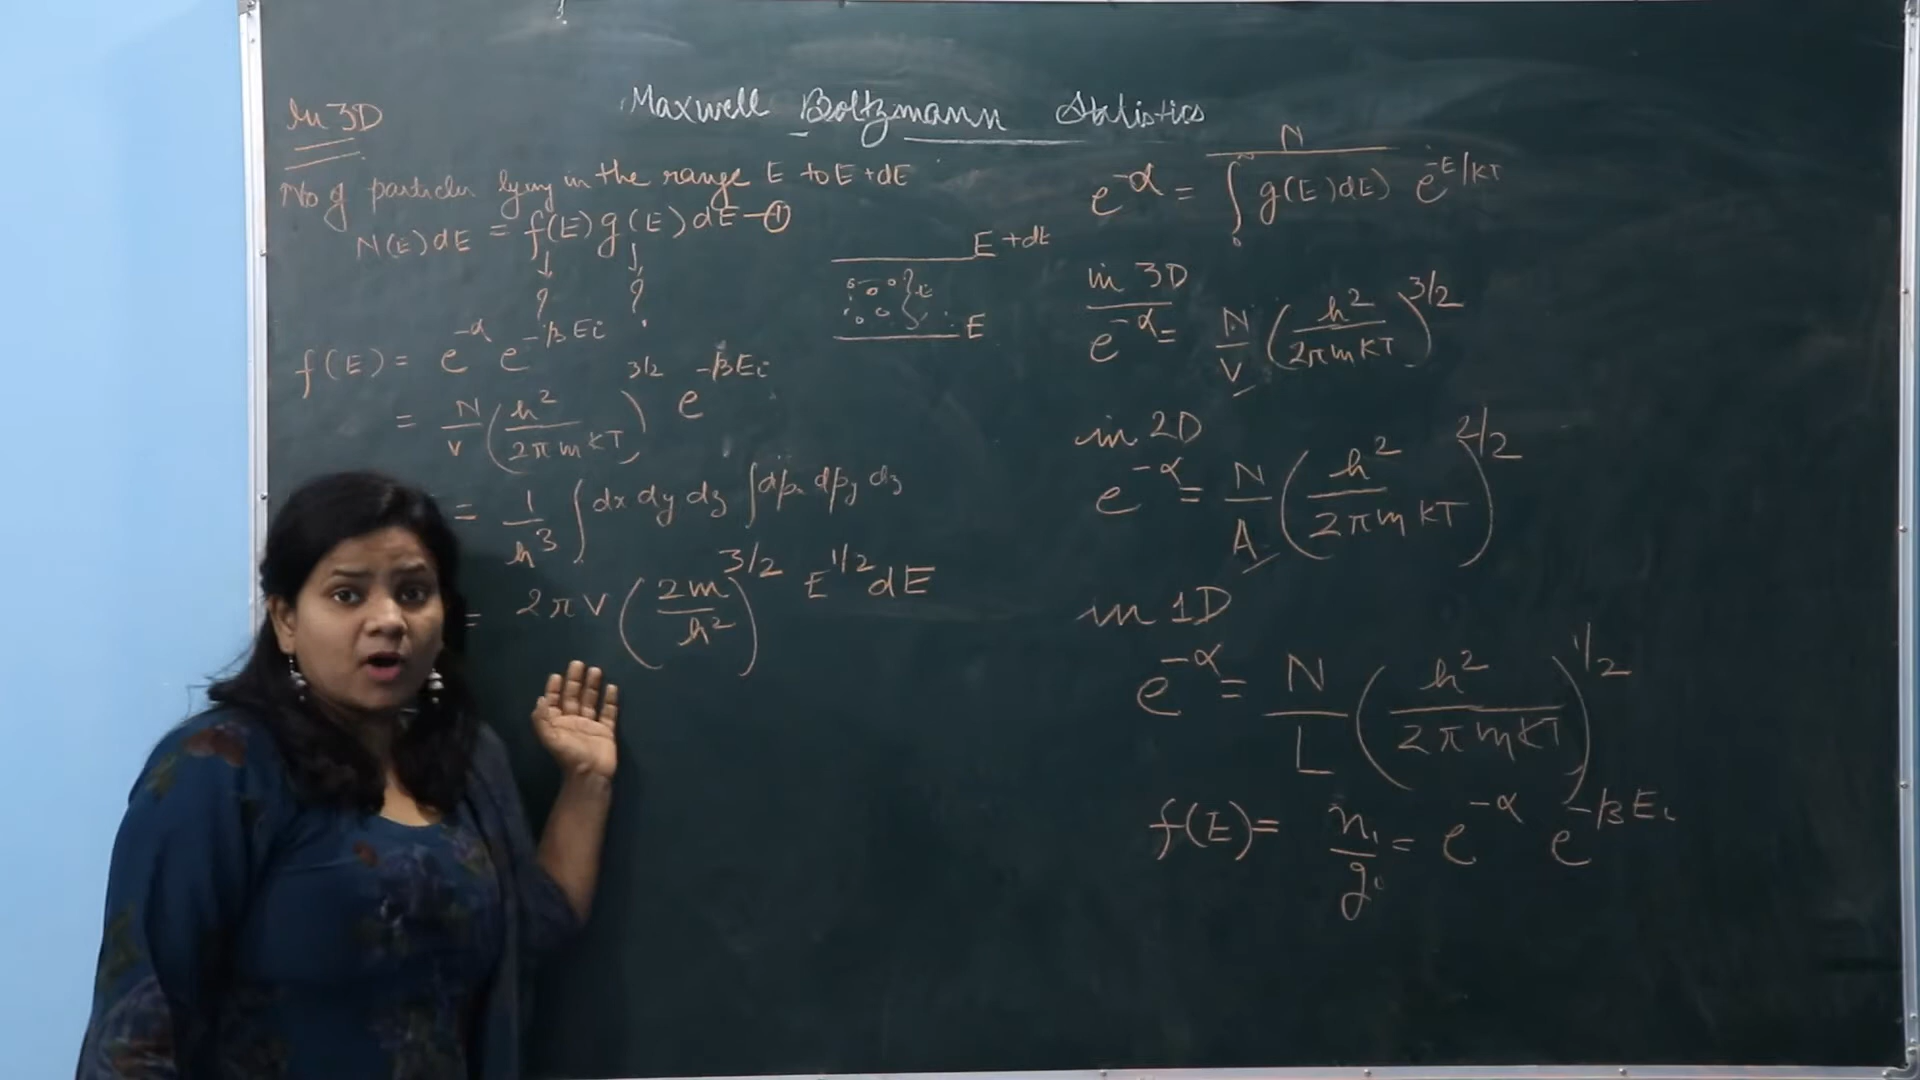 Maxwell Boltzmann Statistics
In 3D
No of particles lying in the range E to E+dE
N(E)dE = f(E)g(E)dE—①
↓ ↓
? ?
f(E) = e^-α e^-βEi
= N/V (h²/2πmKT)^3/2 e^-βEi
= 1/h³ ∫dx dy dz ∫dpx dpy dz
= 2πV (2m/h²)^3/2 E^1/2 dE
E+dE
E
e^-α = N / ∫₀^∞ g(E)dE) e^-E/KT
in 3D
e^-α = N/V (h²/2πmKT)^3/2
in 2D
e^-α = N/A (h²/2πmKT)^2/2
in 1D
e^-α = N/L (h²/2πmKT)^1/2
f(E) = ni/gi = e^-α e^-βEi